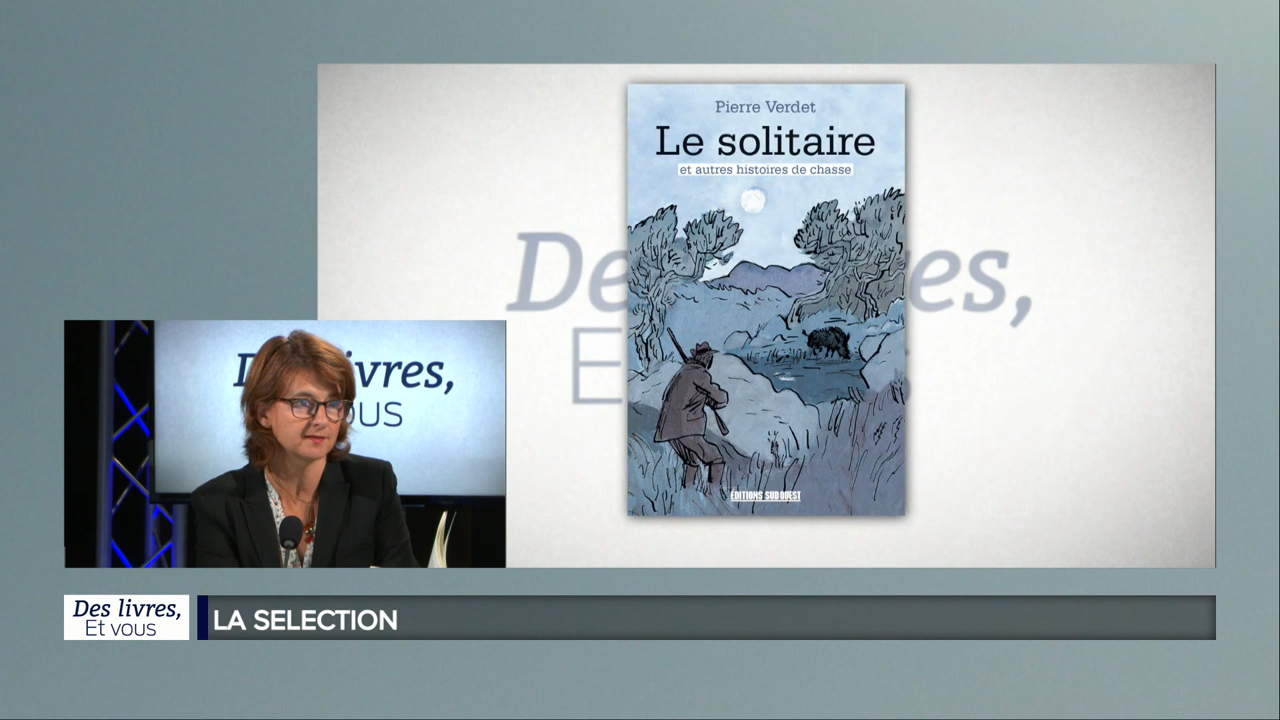 Pierre Verdet
Le solitaire
et autres histoires de chasse
ÉDITIONS SUD OUEST
Des livres,
Et vous
LA SELECTION